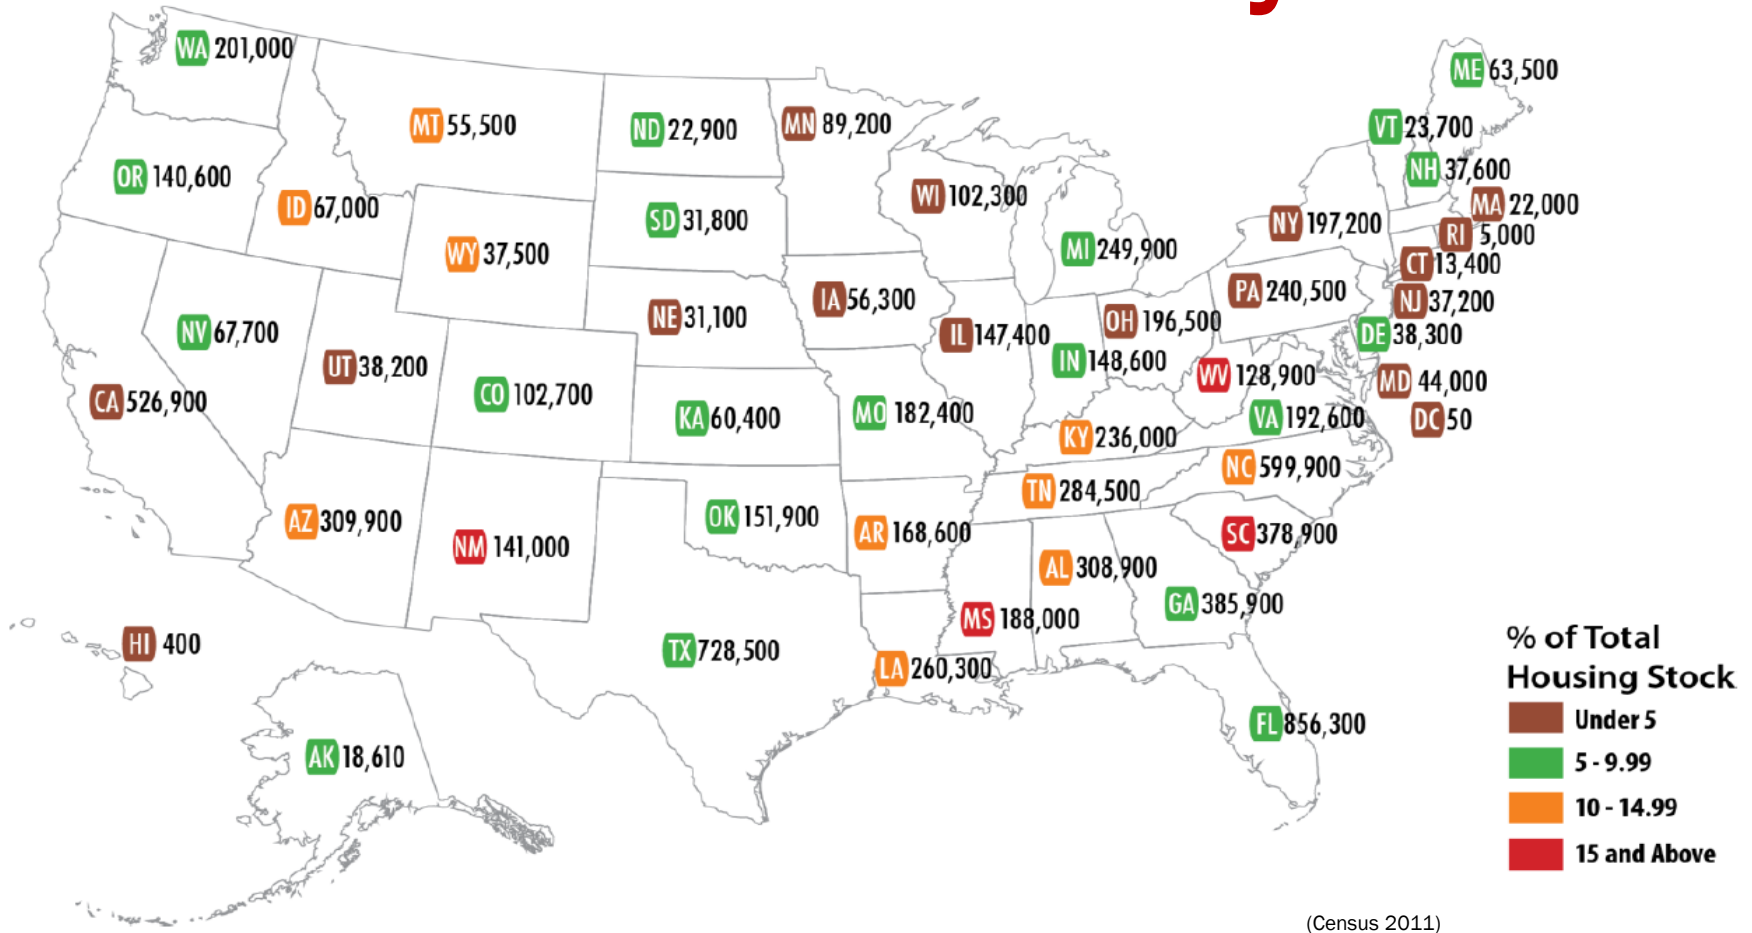 WA 201,000
ME 63,500
MT 55,500
ND 22,900
MN 89,200
VT 23,700
OR 140,600
NH 37,600
ID 67,000
WI 102,300
MA 22,000
SD 31,800
NY 197,200
RI 5,000
WY 37,500
MI 249,900
CT 13,400
PA 240,500
IA 56,300
NJ 37,200
NE 31,100
OH 196,500
NV 67,700
IL 147,400
DE 38,300
UT 38,200
IN 148,600
WV 128,900
MD 44,000
CA 526,900
CO 102,700
KA 60,400
MO 182,400
VA 192,600
DC 50
KY 236,000
NC 599,900
TN 284,500
AZ 309,900
OK 151,900
AR 168,600
SC 378,900
NM 141,000
AL 308,900
GA 385,900
MS 188,000
HI 400
TX 728,500
LA 260,300
FL 856,300
AK 18,610
% of Total
Housing Stock
Under 5
5 - 9.99
10 - 14.99
15 and Above
(Census 2011)